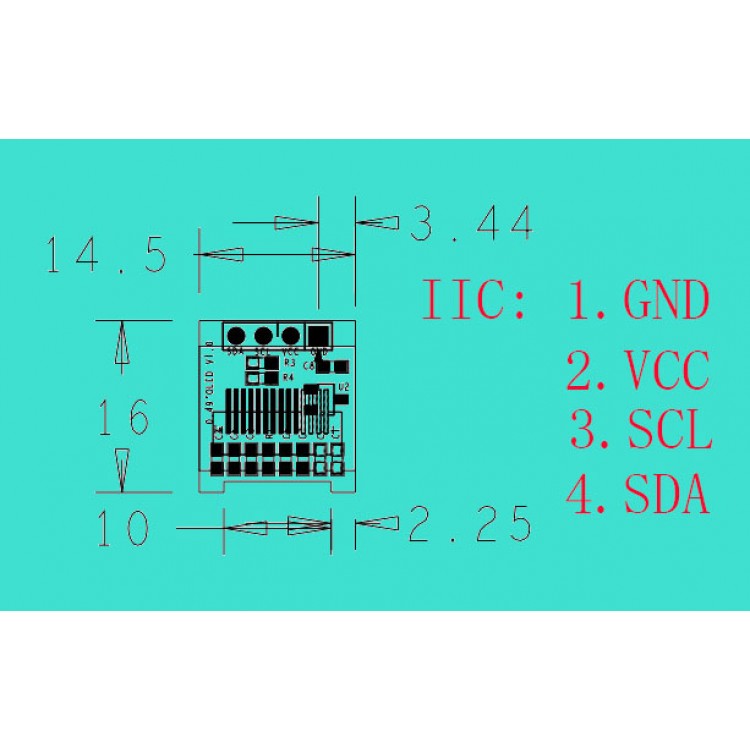 3.44
14.5
IIC: 1.GND
2.VCC
3.SCL
4.SDA
SDA SCL VCC GND
R3
R4
U2
0.49"OLED V1.0
16
10
2.25